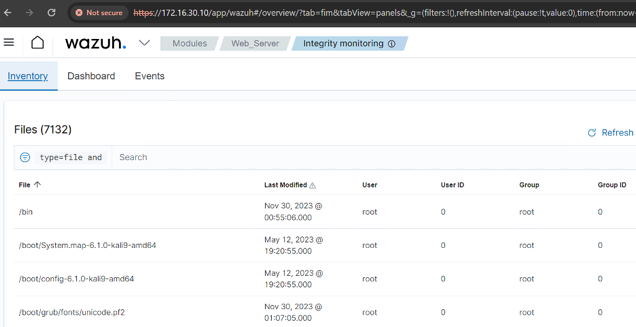 Not secure https://172.16.30.10/app/wazuh#/overview/?tab=fim&tabView=panels&_g=(filters:!(),refreshInterval:(pause:!t,value:0),time:(from:now-
wazuh. Modules Web_Server Integrity monitoring
Inventory Dashboard Events
Files (7132)
Refresh
type=file and Search
File Last Modified User User ID Group Group ID
/bin Nov 30, 2023 @ 00:55:06.000 root 0 root 0
/boot/System.map-6.1.0-kali9-amd64 May 12, 2023 @ 19:20:55.000 root 0 root 0
/boot/config-6.1.0-kali9-amd64 May 12, 2023 @ 19:20:55.000 root 0 root 0
/boot/grub/fonts/unicode.pf2 Nov 30, 2023 @ 01:07:05.000 root 0 root 0